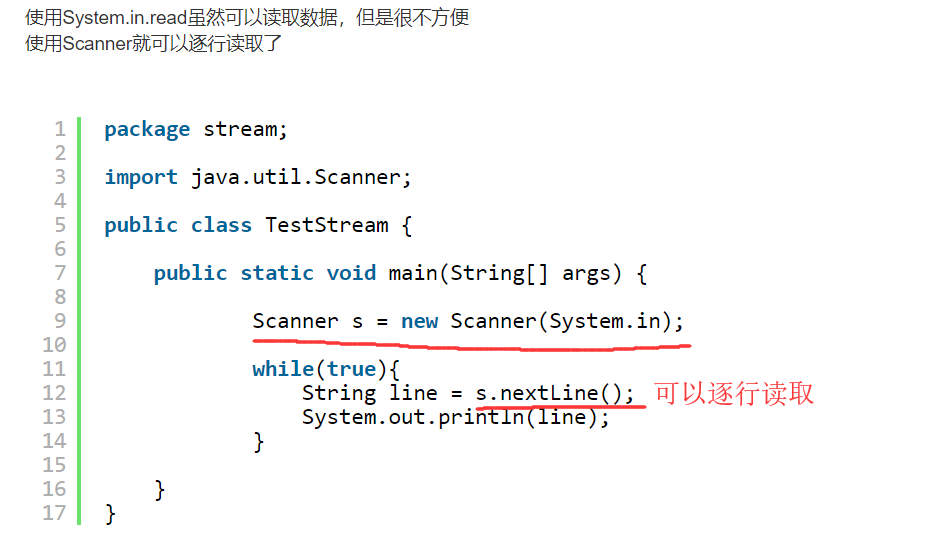 使用System.in.read虽然可以读取数据，但是很不方便
使用Scanner就可以逐行读取了
1 package stream;
2
3 import java.util.Scanner;
4
5 public class TestStream {
6
7     public static void main(String[] args) {
8
9             Scanner s = new Scanner(System.in);
10
11             while(true){
12                 String line = s.nextLine(); 可以逐行读取
13                 System.out.println(line);
14             }
15
16     }
17 }